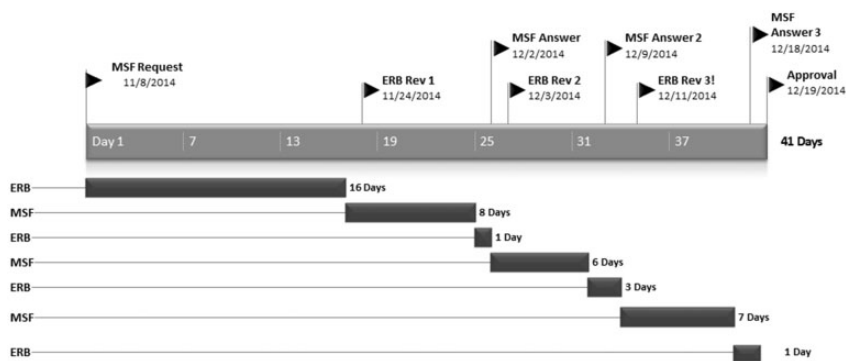 MSF
Answer 3
12/18/2014
MSF Answer
12/2/2014
MSF Answer 2
12/9/2014
MSF Request
11/8/2014
ERB Rev 1
11/24/2014
ERB Rev 2
12/3/2014
ERB Rev 3!
12/11/2014
Approval
12/19/2014
Day 1 7 13 19 25 31 37 41 Days
ERB 16 Days
MSF 8 Days
ERB 1 Day
MSF 6 Days
ERB 3 Days
MSF 7 Days
ERB 1 Day